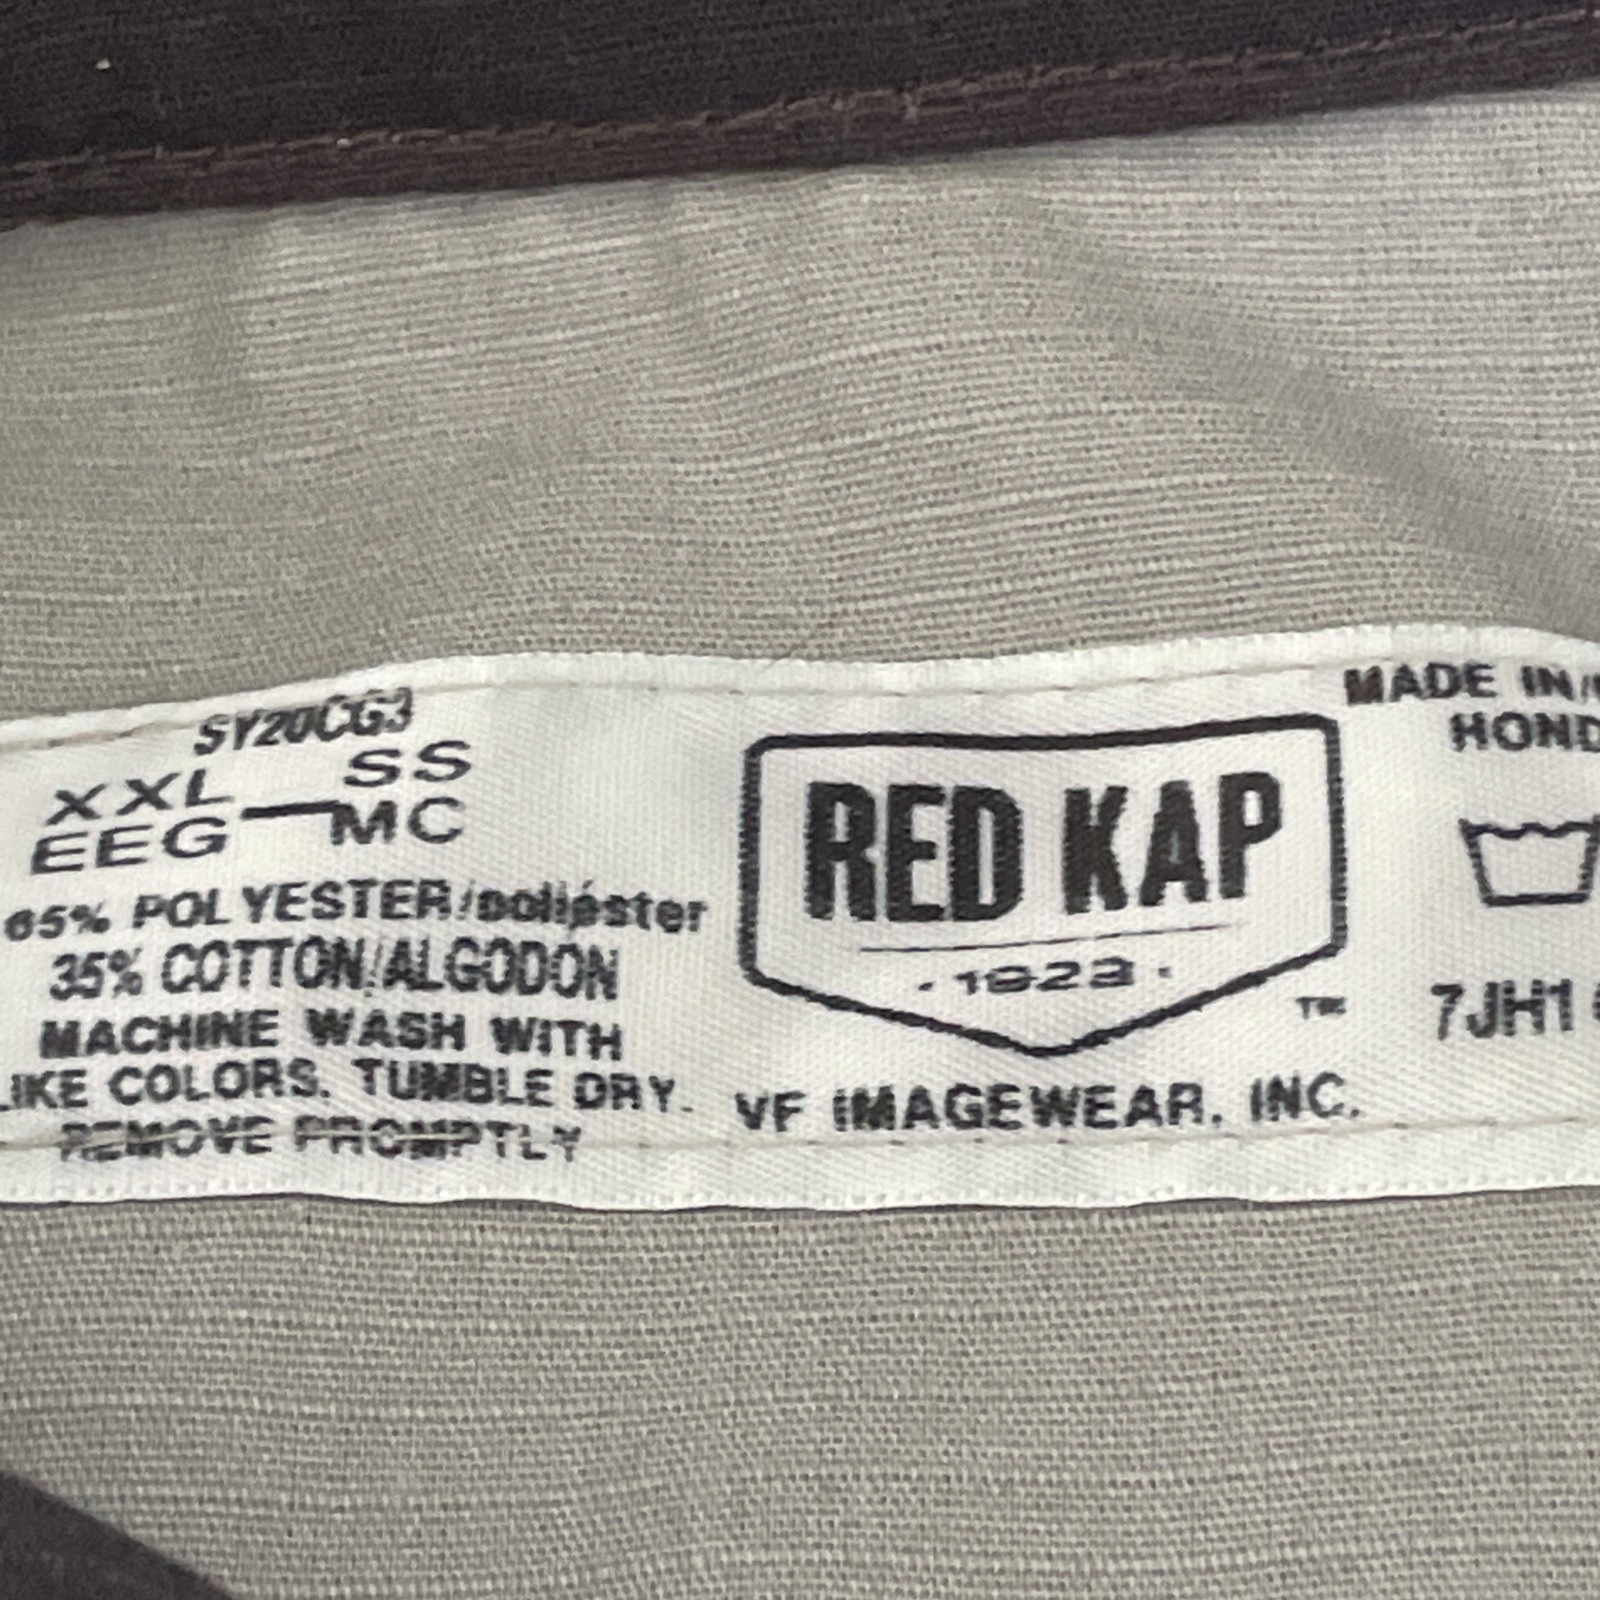 SY20CG3
XXL SS
EEG MC
65% POLYESTER/poliéster
35% COTTON/ALGODON
MACHINE WASH WITH
LIKE COLORS. TUMBLE DRY.
REMOVE PROMPTLY
RED KAP
· 1923 ·
TM
VF IMAGEWEAR, INC.
MADE IN/
HOND
7JH1